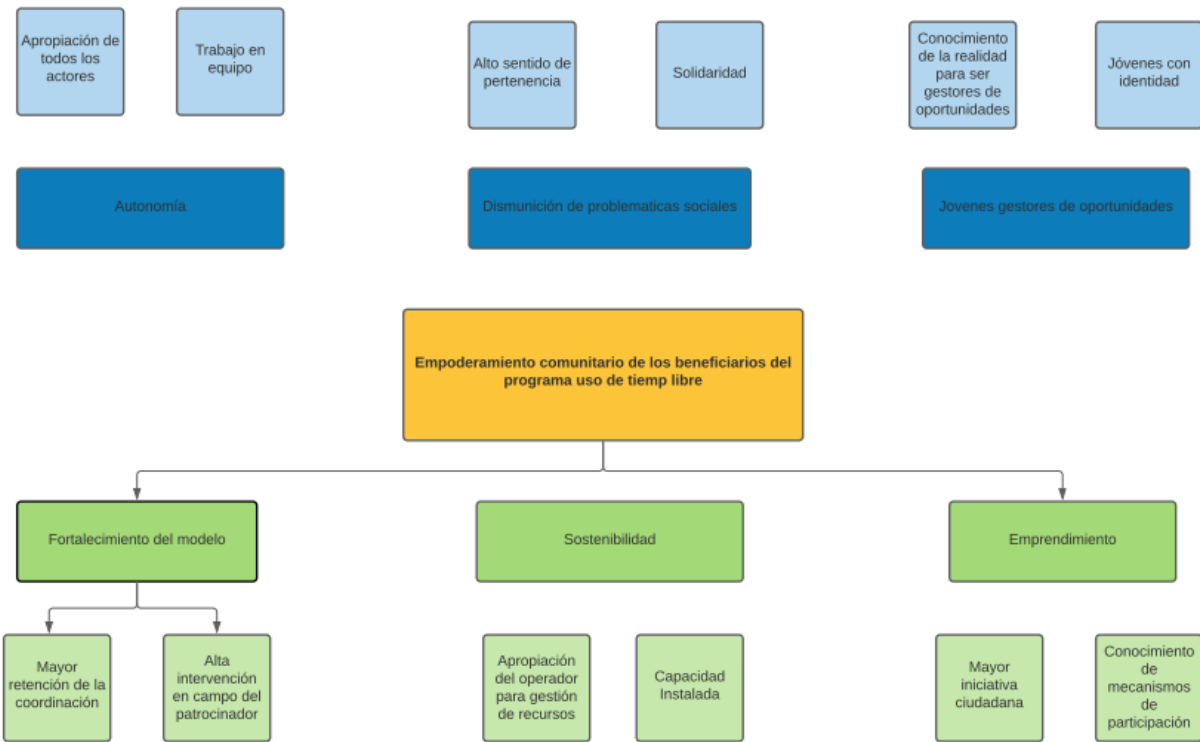 Apropiación de
todos los
actores
Trabajo en
equipo
Alto sentido de
pertenencia
Solidaridad
Conocimiento
de la realidad
para ser
gestores de
oportunidades
Jóvenes con
identidad
Autonomía
Dismunición de problematicas sociales
Jovenes gestores de oportunidades
Empoderamiento comunitario de los beneficiarios del
programa uso de tiemp libre
Fortalecimiento del modelo
Sostenibilidad
Emprendimiento
Mayor
retención de la
coordinación
Alta
intervención
en campo del
patrocinador
Apropiación
del operador
para gestión
de recursos
Capacidad
Instalada
Mayor
iniciativa
ciudadana
Conocimiento
de
mecanismos
de
participación